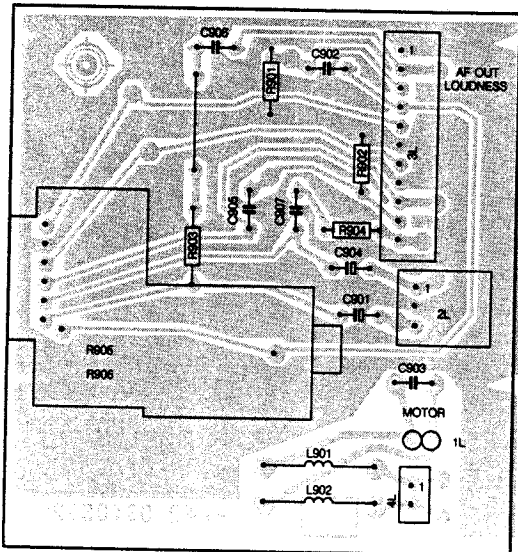 C906
C902
1
AF OUT
LOUDNESS
R901
R902
3L
C905
C907
R904
R903
C904
1
C901
2L
R905
R906
C903
MOTOR
1L
L901
1
L902
4L